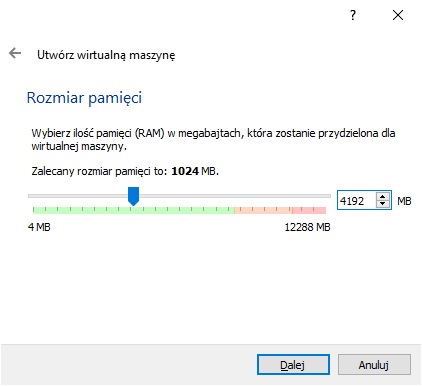 ?
Utwórz wirtualną maszynę
Rozmiar pamięci
Wybierz ilość pamięci (RAM) w megabajtach, która zostanie przydzielona dla
wirtualnej maszyny.
Zalecany rozmiar pamięci to: 1024 MB.
4192 MB
4 MB 12288 MB
Dalej Anuluj